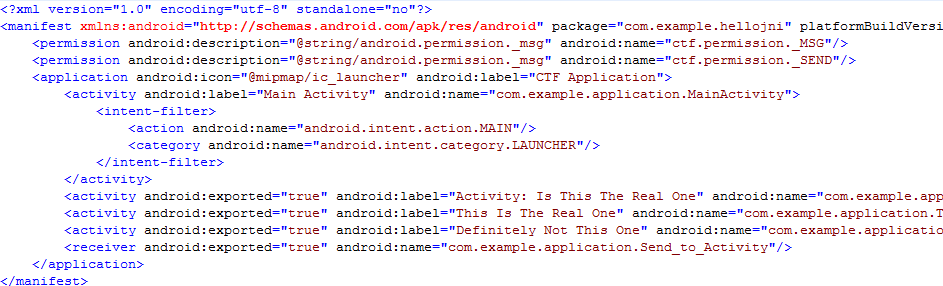 <?xml version="1.0" encoding="utf-8" standalone="no"?>
<manifest xmlns:android="http://schemas.android.com/apk/res/android" package="com.example.hellojni" platformBuildVersi
<permission android:description="@string/android.permission._msg" android:name="ctf.permission._MSG"/>
<permission android:description="@string/android.permission._msg" android:name="ctf.permission._SEND"/>
<application android:icon="@mipmap/ic_launcher" android:label="CTF Application">
<activity android:label="Main Activity" android:name="com.example.application.MainActivity">
<intent-filter>
<action android:name="android.intent.action.MAIN"/>
<category android:name="android.intent.category.LAUNCHER"/>
</intent-filter>
</activity>
<activity android:exported="true" android:label="Activity: Is This The Real One" android:name="com.example.app
<activity android:exported="true" android:label="This Is The Real One" android:name="com.example.application.T
<activity android:exported="true" android:label="Definitely Not This One" android:name="com.example.applicatio
<receiver android:exported="true" android:name="com.example.application.Send_to_Activity"/>
</application>
</manifest>